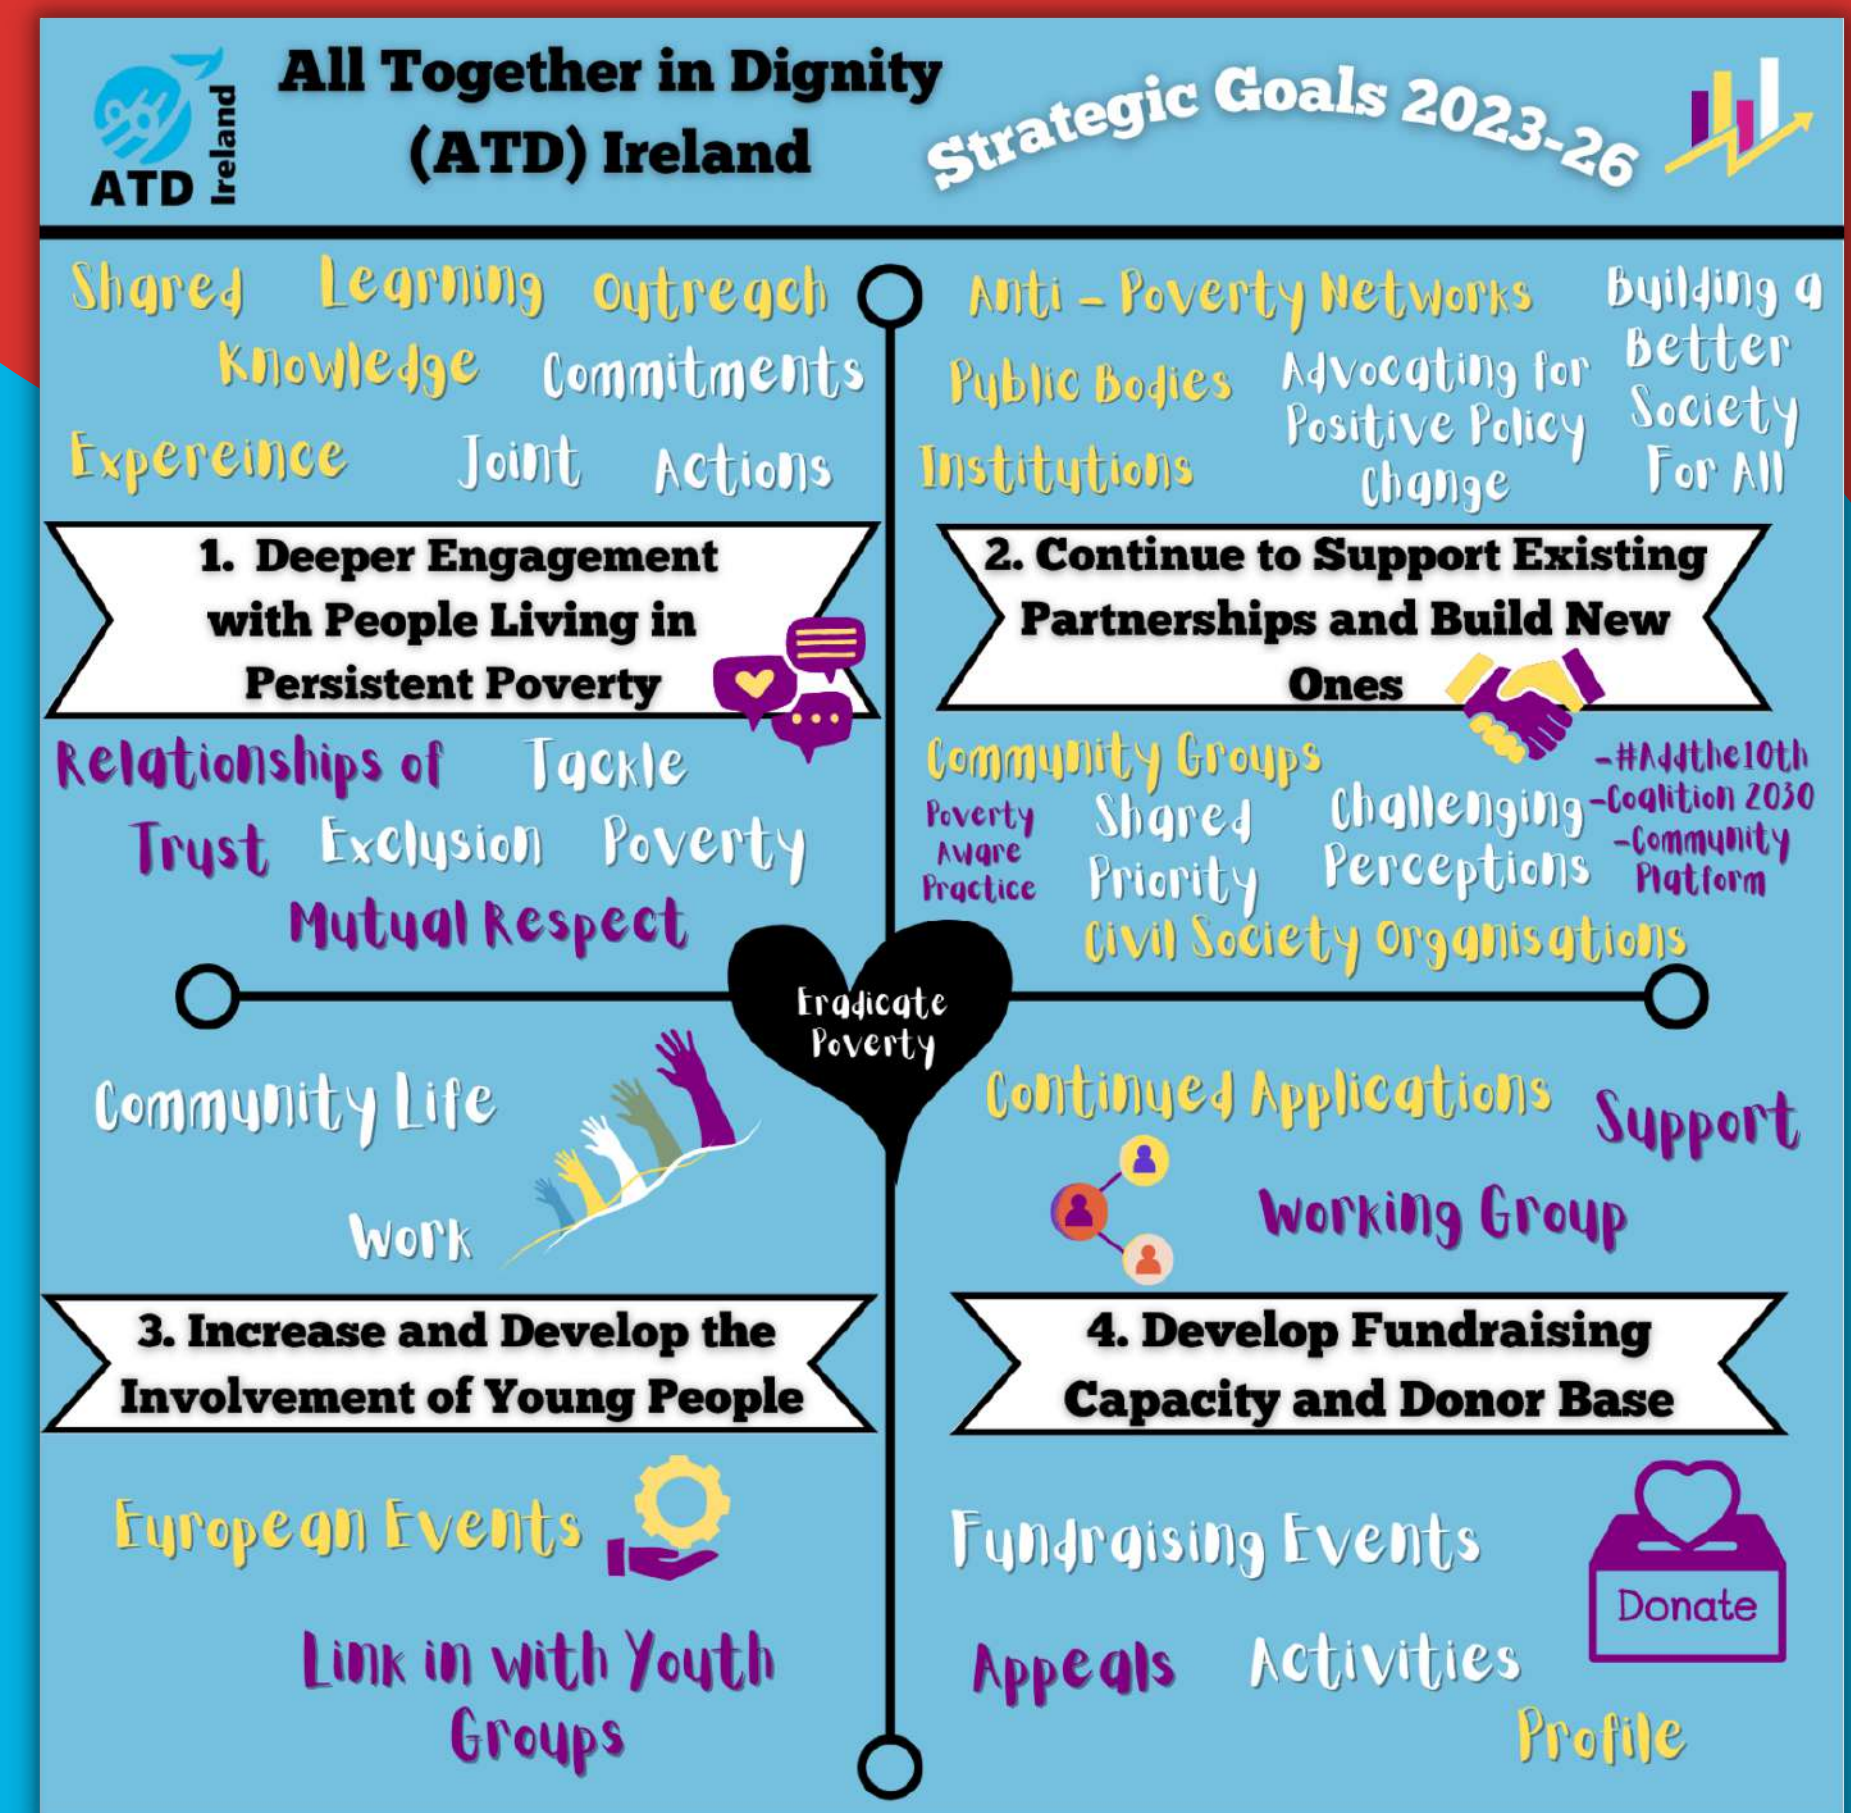 ATD
Ireland
All Together in Dignity
(ATD) Ireland
Strategic Goals 2023-26
Shared Learning Outreach
Knowledge Commitments
Expereince Joint Actions
1. Deeper Engagement
with People Living in
Persistent Poverty
Relationships of Tackle
Trust Exclusion Poverty
Mutual Respect
Anti - Poverty Networks
Public Bodies
Institutions
Advocating for
Positive Policy
Change
Building a
Better
Society
For All
2. Continue to Support Existing
Partnerships and Build New
Ones
Community Groups
Poverty
Aware
Practice
Shared
Priority
Challenging
Perceptions
-#Addthe10th
-Coalition 2030
-Community
Platform
Civil Society Organisations
Eradicate
Poverty
Community Life
Work
3. Increase and Develop the
Involvement of Young People
European Events
Link in with Youth
Groups
Continued Applications
Support
Working Group
4. Develop Fundraising
Capacity and Donor Base
Fundraising Events
Donate
Appeals Activities
Profile